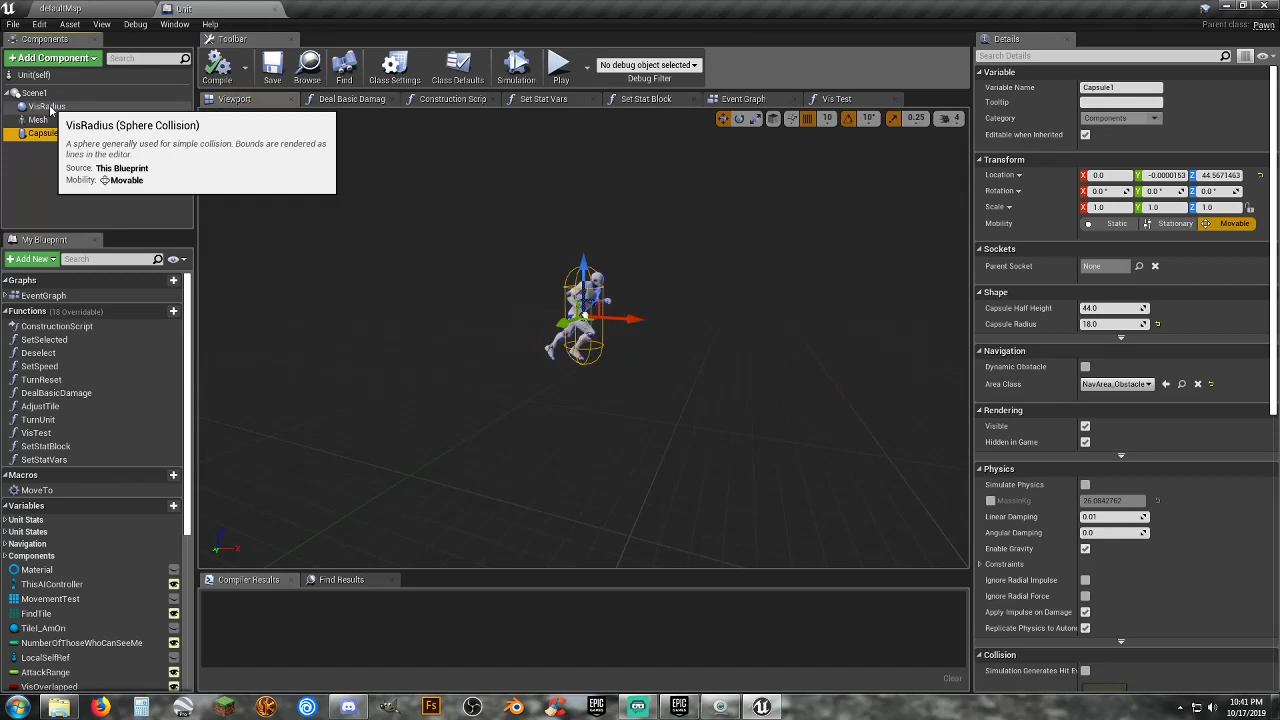 defaultMap
Unit
File Edit Asset View Debug Window Help
Parent class: Pawn
Components
Toolbar
Details
Add Component
Search
Compile
Save
Browse
Find
Class Settings
Class Defaults
Simulation
Play
No debug object selected
Debug Filter
Search Details
Unit(self)
Scene1
VisRadius
Mesh
Capsule
VisRadius (Sphere Collision)
A sphere generally used for simple collision. Bounds are rendered as
lines in the editor.
Source: This Blueprint
Mobility: Movable
Viewport
Deal Basic Damag
Construction Scrip
Set Stat Vars
Set Stat Block
Event Graph
Vis Test
10 10° 0.25 4
Variable
Variable Name Capsule1
Tooltip
Category Components
Editable when Inherited
Transform
Location X 0.0 Y -0.0000153 Z 44.5671463
Rotation X 0.0 ° Y 0.0 ° Z 0.0 °
Scale X 1.0 Y 1.0 Z 1.0
Mobility Static Stationary Movable
Sockets
Parent Socket None
Shape
Capsule Half Height 44.0
Capsule Radius 18.0
Navigation
Dynamic Obstacle
Area Class NavArea_Obstacle
Rendering
Visible
Hidden in Game
Physics
Simulate Physics
MassInKg 26.0842762
Linear Damping 0.01
Angular Damping 0.0
Enable Gravity
Constraints
Ignore Radial Impulse
Ignore Radial Force
Apply Impulse on Damage
Replicate Physics to Autono
Collision
Simulation Generates Hit E
My Blueprint
Add New
Search
Graphs
EventGraph
Functions (18 Overridable)
ConstructionScript
SetSelected
Deselect
SetSpeed
TurnReset
DealBasicDamage
AdjustTile
TurnUnit
VisTest
SetStatBlock
SetStatVars
Macros
MoveTo
Variables
Unit Stats
Unit States
Navigation
Components
Material
ThisAIController
MovementTest
FindTile
TileI_AmOn
NumberOfThoseWhoCanSeeMe
LocalSelfRef
AttackRange
VisOverlapped
Compiler Results
Find Results
Clear
10:41 PM
10/17/2019